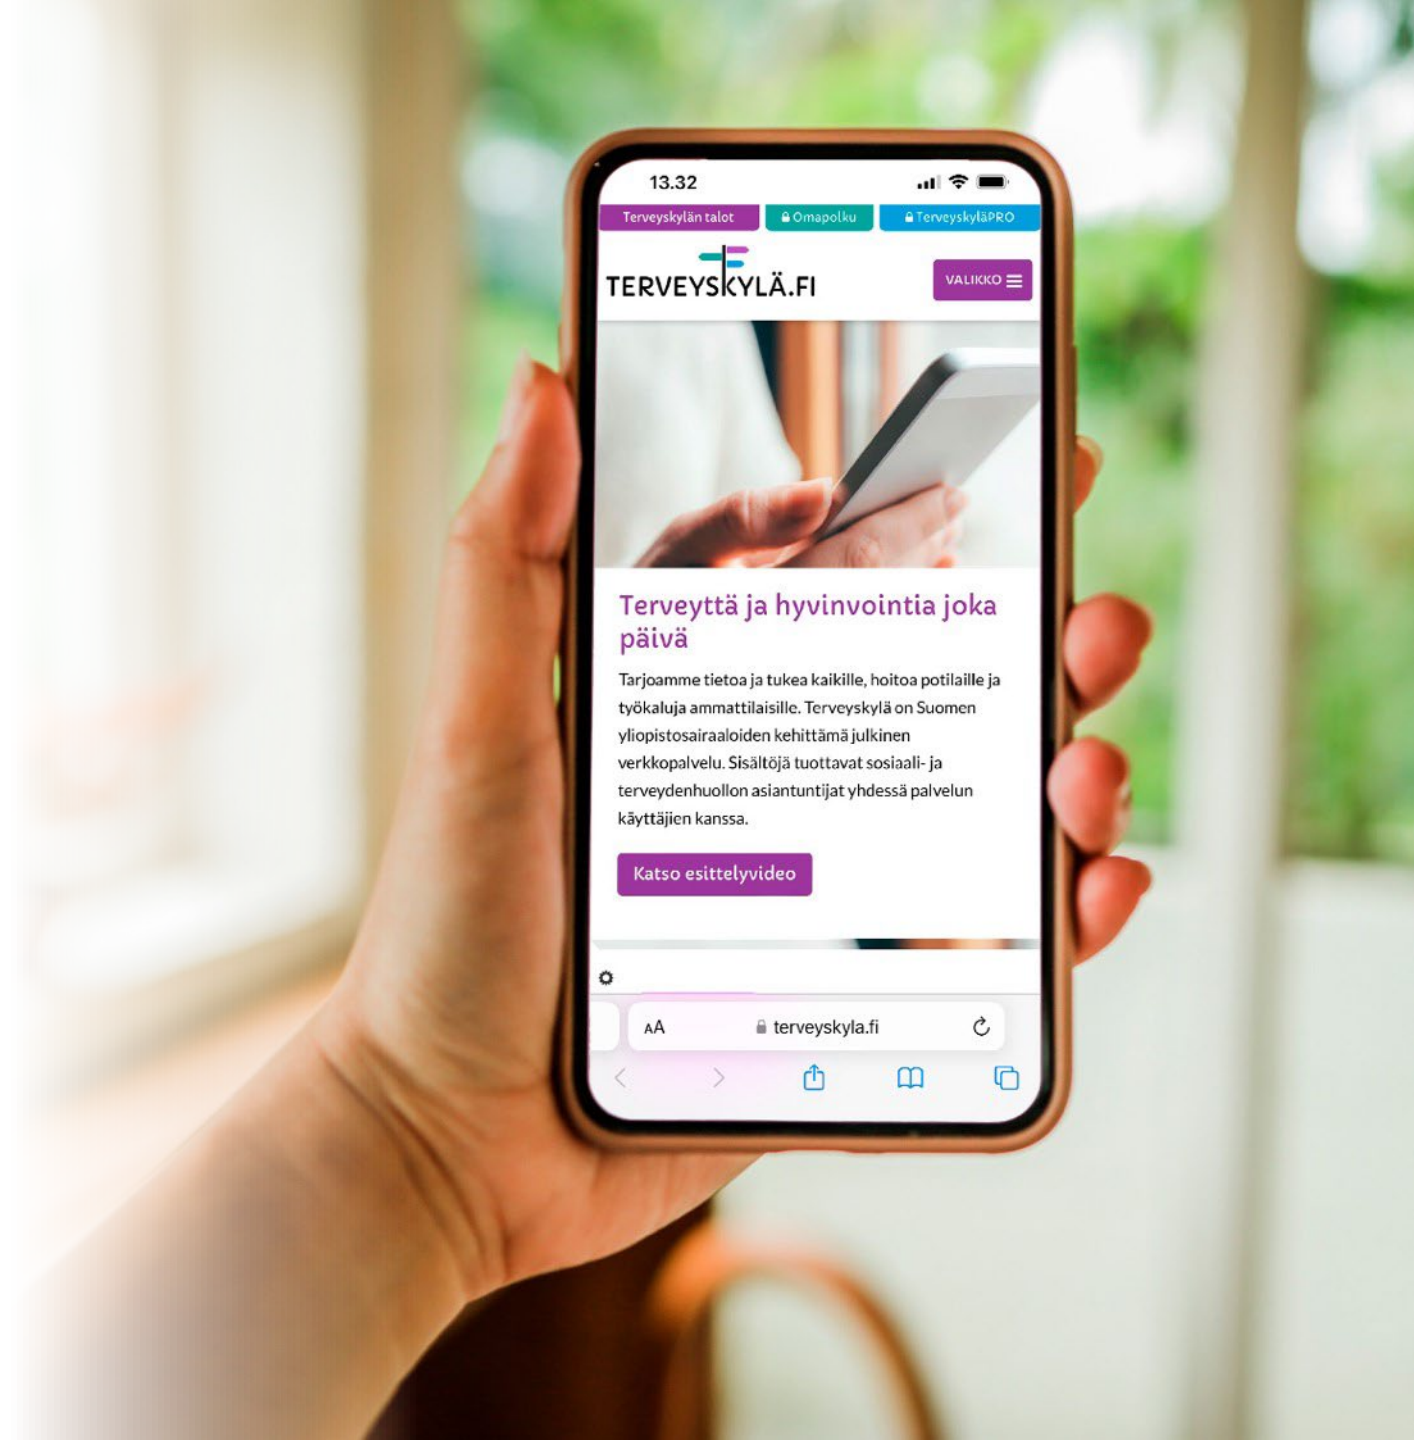 13.32
Terveyskylän talot
Omapolku
TerveyskyläPRO
TERVEYSKYLÄ.FI
VALIKKO
Terveyttä ja hyvinvointia joka
päivä
Tarjoamme tietoa ja tukea kaikille, hoitoa potilaille ja
työkaluja ammattilaisille. Terveyskylä on Suomen
yliopistosairaaloiden kehittämä julkinen
verkkopalvelu. Sisältöjä tuottavat sosiaali- ja
terveydenhuollon asiantuntijat yhdessä palvelun
käyttäjien kanssa.
Katso esittelyvideo
AA
terveyskyla.fi